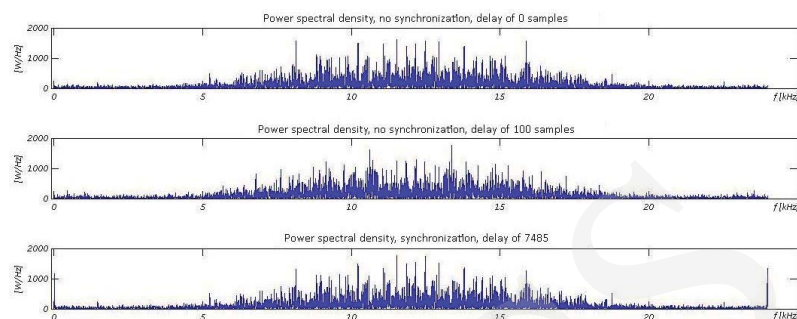 Power spectral density, no synchronization, delay of 0 samples
2000
[W/Hz]
1000
0
0 5 10 15 20 f [kHz]
Power spectral density, no synchronization, delay of 100 samples
2000
[W/Hz]
1000
0
0 5 10 15 20 f [kHz]
Power spectral density, synchronization, delay of 7485
2000
[W/Hz]
1000
0
0 5 10 15 20 f [kHz]
S